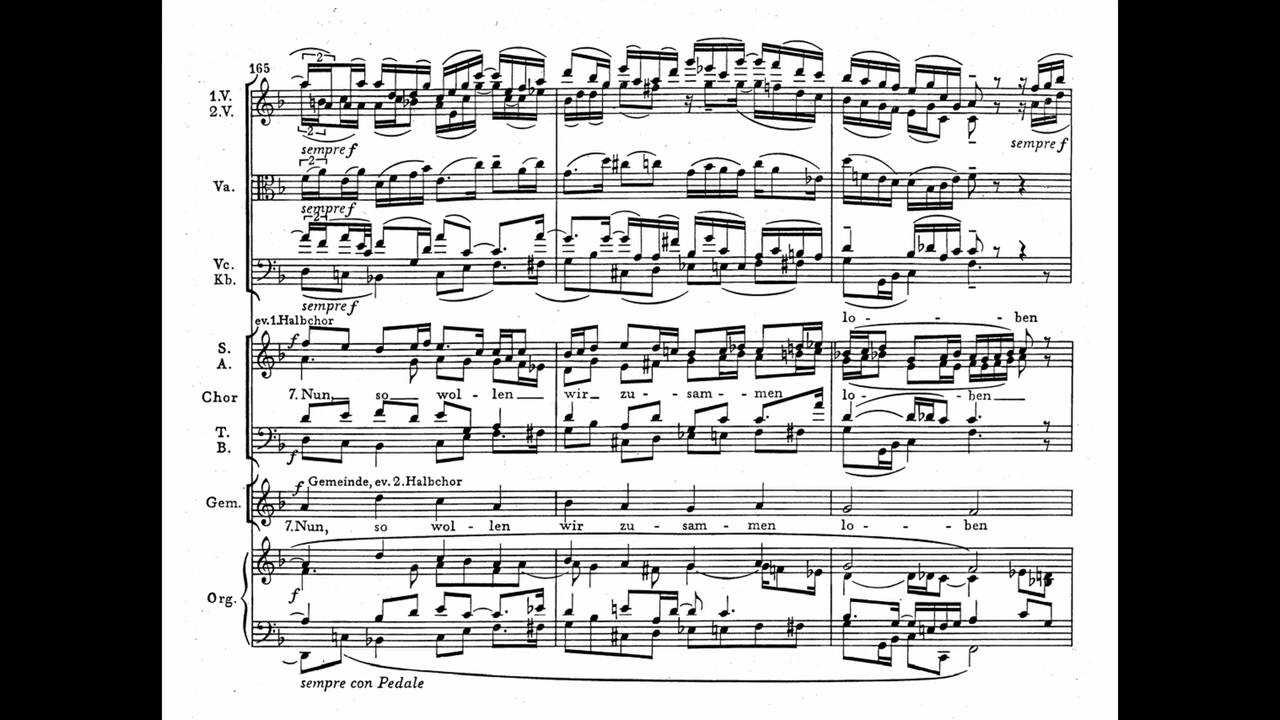 165
2
1.V.
2.V.
2
sempre f
sempre f
2
Va.
sempre f
2
Vc.
Kb.
sempre f
ev. 1. Halbchor
lo - - - ben
f
S.
A.
Chor
7. Nun, so wol - len wir zu - sam - men lo - - ben
T.
B.
f
f Gemeinde, ev. 2. Halbchor
Gem.
7. Nun, so wol - len wir zu - sam - men lo - - - ben
f
Org.
sempre con Pedale